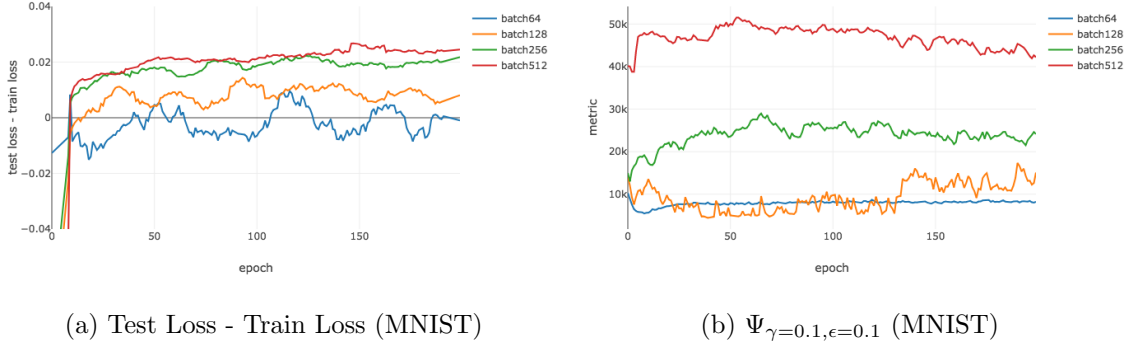 0.04
0.02
0
−0.02
−0.04
test loss - train loss
0
50
100
150
epoch
batch64
batch128
batch256
batch512
50k
40k
30k
20k
10k
metric
0
50
100
150
epoch
batch64
batch128
batch256
batch512
(a) Test Loss - Train Loss (MNIST)
(b) Ψγ=0.1,ϵ=0.1 (MNIST)